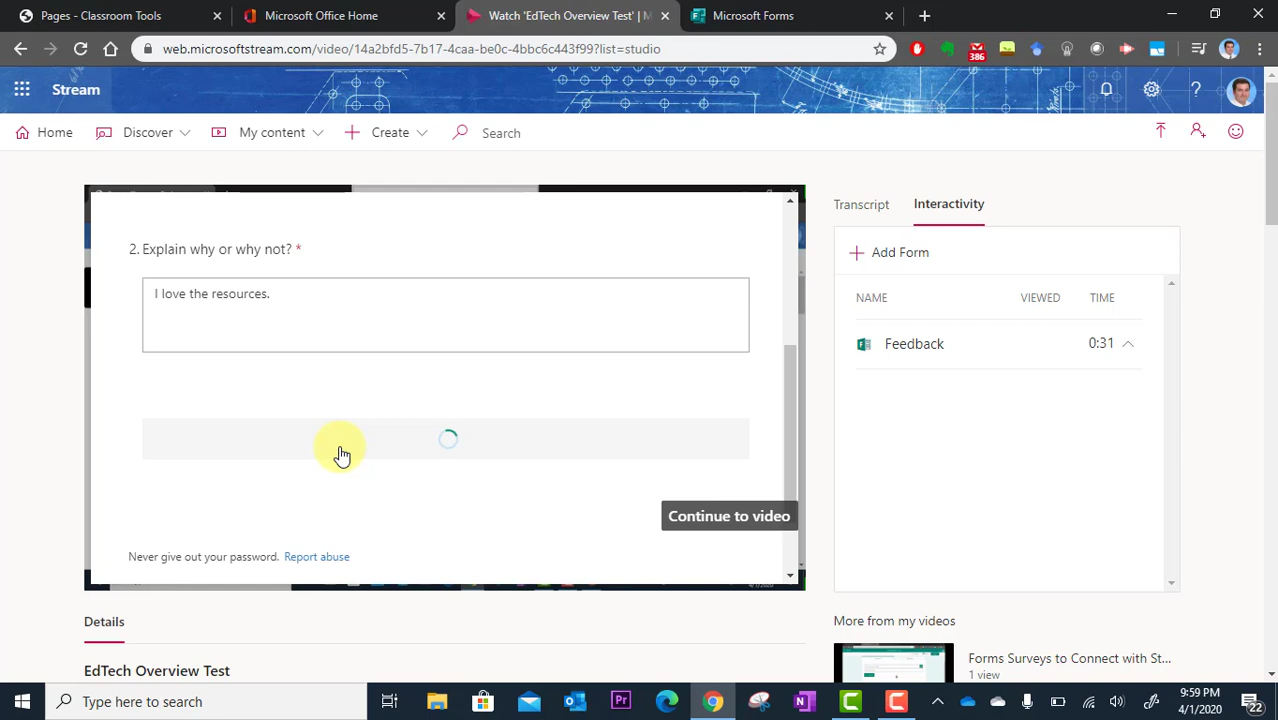 Pages - Classroom Tools
Microsoft Office Home
Watch 'EdTech Overview Test' | M
Microsoft Forms
web.microsoftstream.com/video/14a2bfd5-7b17-4caa-be0c-4bbc6c443f99?list=studio
386
Stream
Home
Discover
My content
Create
Search
Transcript
Interactivity
Add Form
NAME
VIEWED
TIME
Feedback
0:31
2. Explain why or why not? *
I love the resources.
Continue to video
Never give out your password. Report abuse
Details
EdTech Overview Test
More from my videos
Forms Surveys to Connect with St...
1 view
Type here to search
Pr
9:59 PM
4/1/2020
22